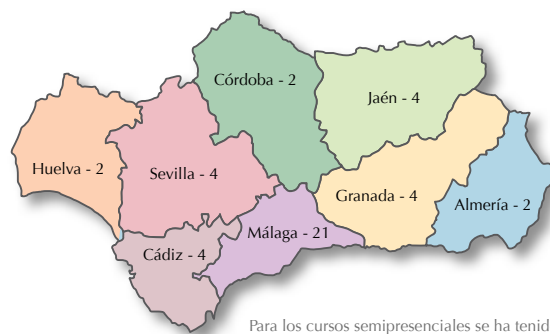 Córdoba - 2
Jaén - 4
Huelva - 2
Sevilla - 4
Granada - 4
Almería - 2
Málaga - 21
Cádiz - 4
Para los cursos semipresenciales se ha